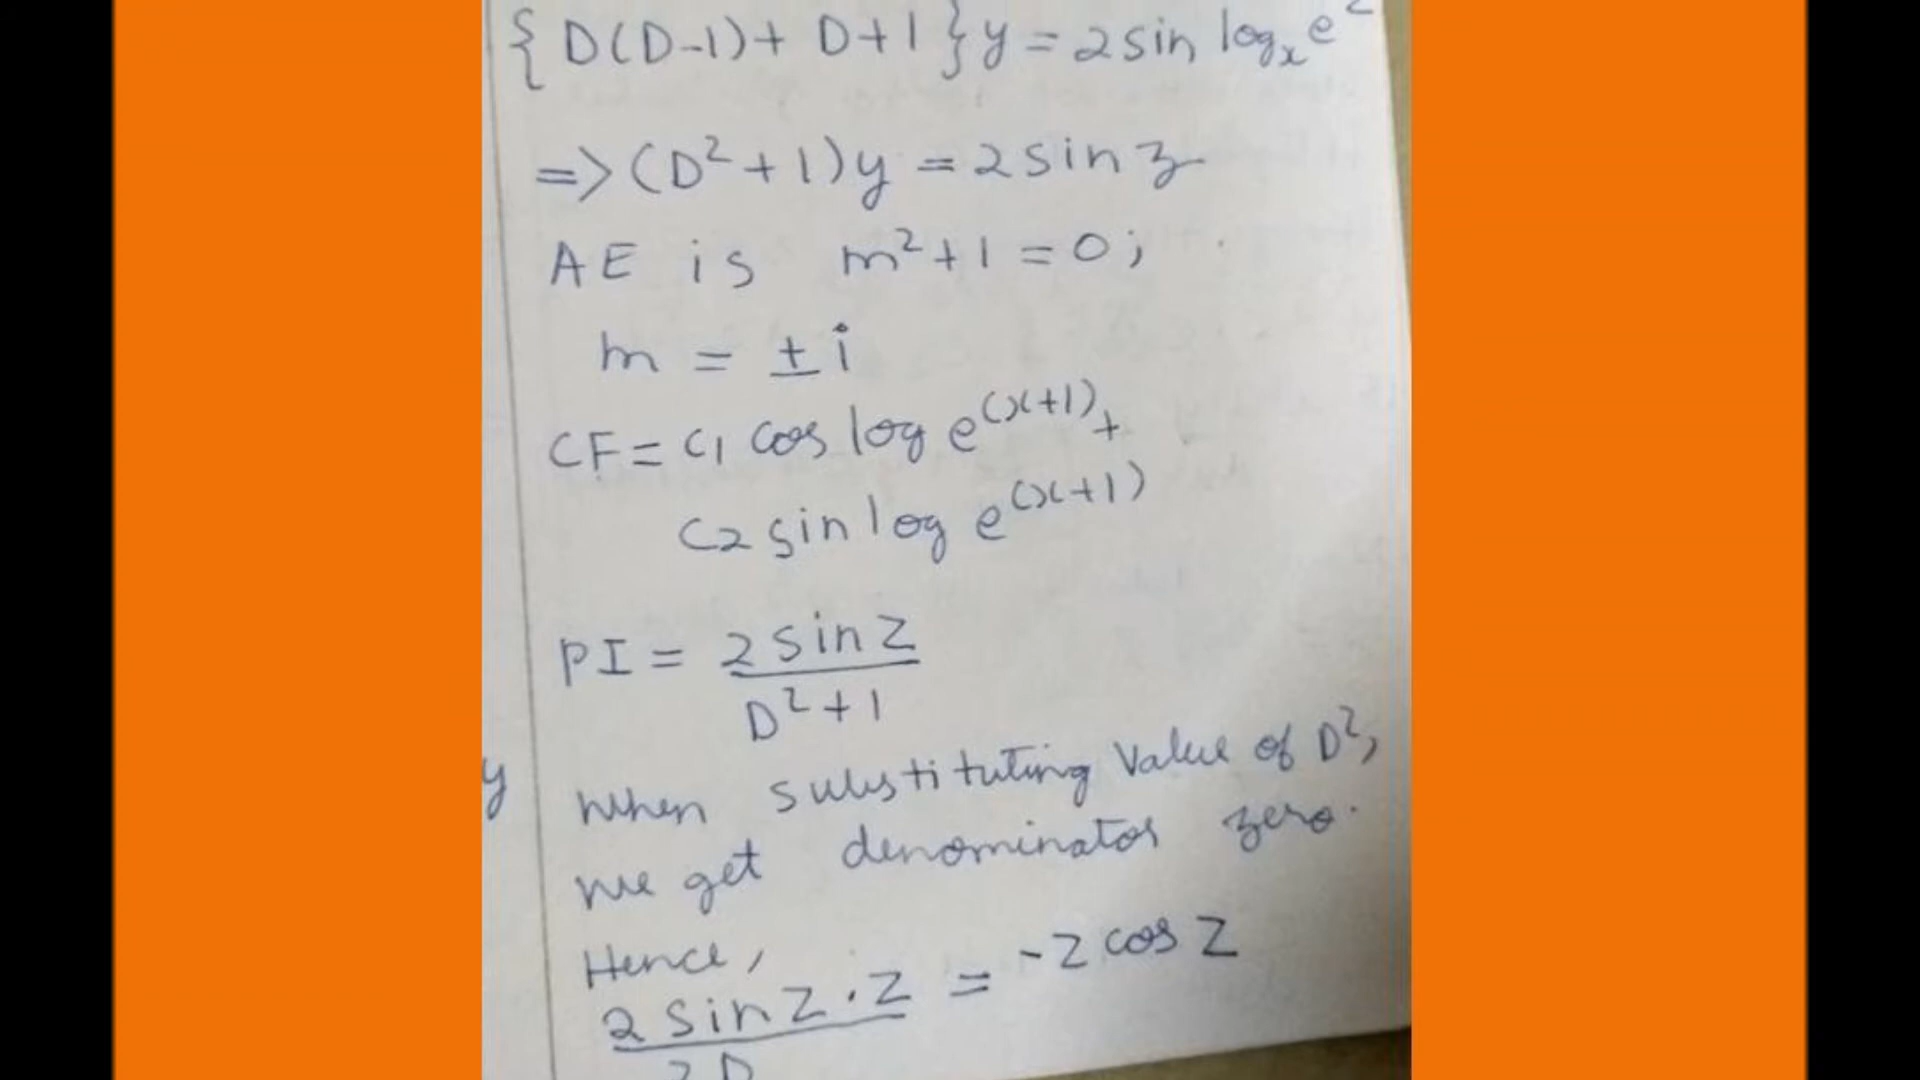 { D(D-1)+ D+1 } y = 2 sin logₓ e^z
=> (D²+1)y = 2 sin z
AE is m²+1 = 0;
m = ± i
CF = C1 cos log e^(x+1) +
C2 sin log e^(x+1)
PI = 2 sin z
D²+1
y
When substituting value of D²,
we get denominator zero.
Hence,
2 sin z . z = -z cos z
2D